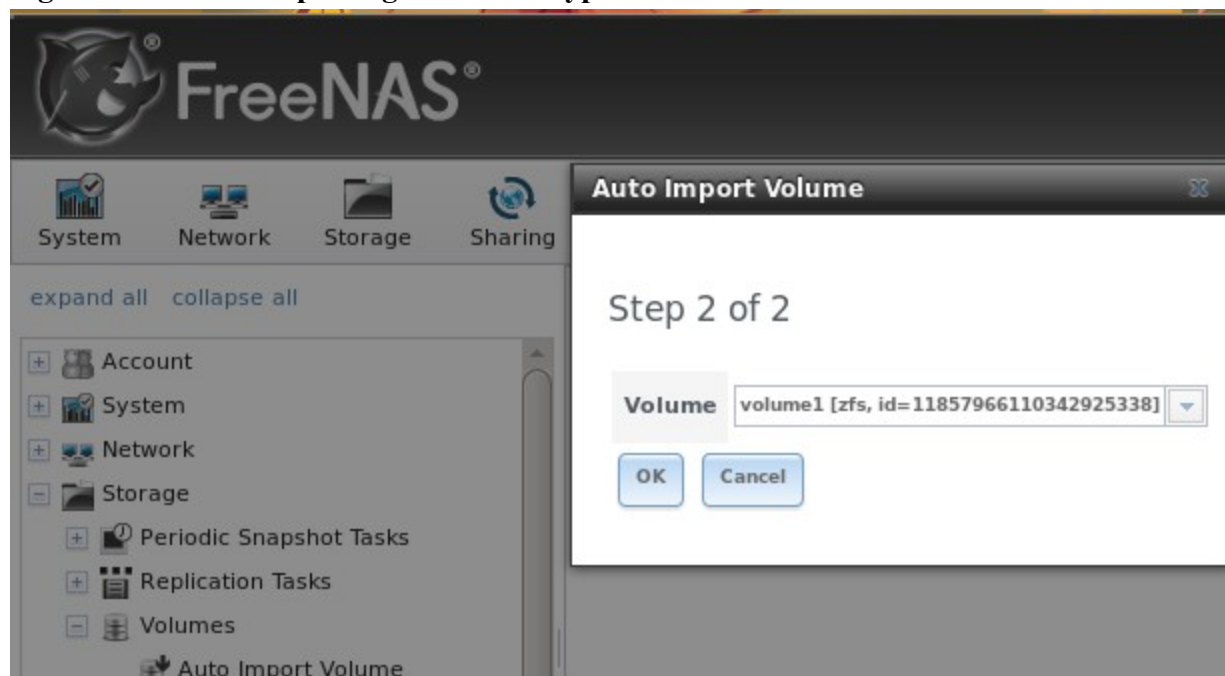 FreeNAS®
System Network Storage Sharing
expand all collapse all
Account
System
Network
Storage
Periodic Snapshot Tasks
Replication Tasks
Volumes
Auto Import Volume
Auto Import Volume
Step 2 of 2
Volume volume1 [zfs, id=11857966110342925338]
OK Cancel